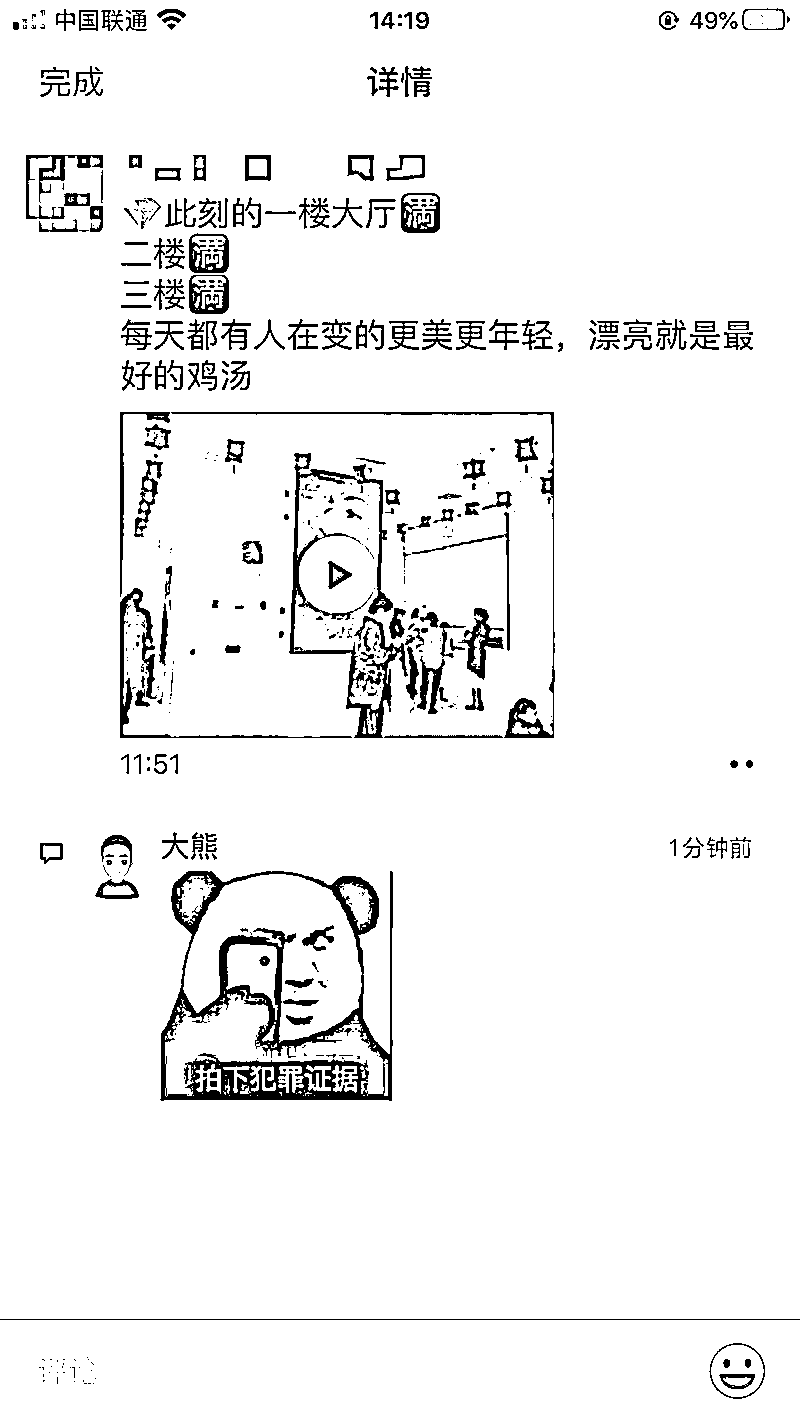 中国联通 14:19 49%
完成 详情
此刻的一楼大厅🈵
二楼🈵
三楼🈵
每天都有人在变的更美更年轻，漂亮就是最
好的鸡汤
11:51
大熊 1分钟前
拍下犯罪证据
评论